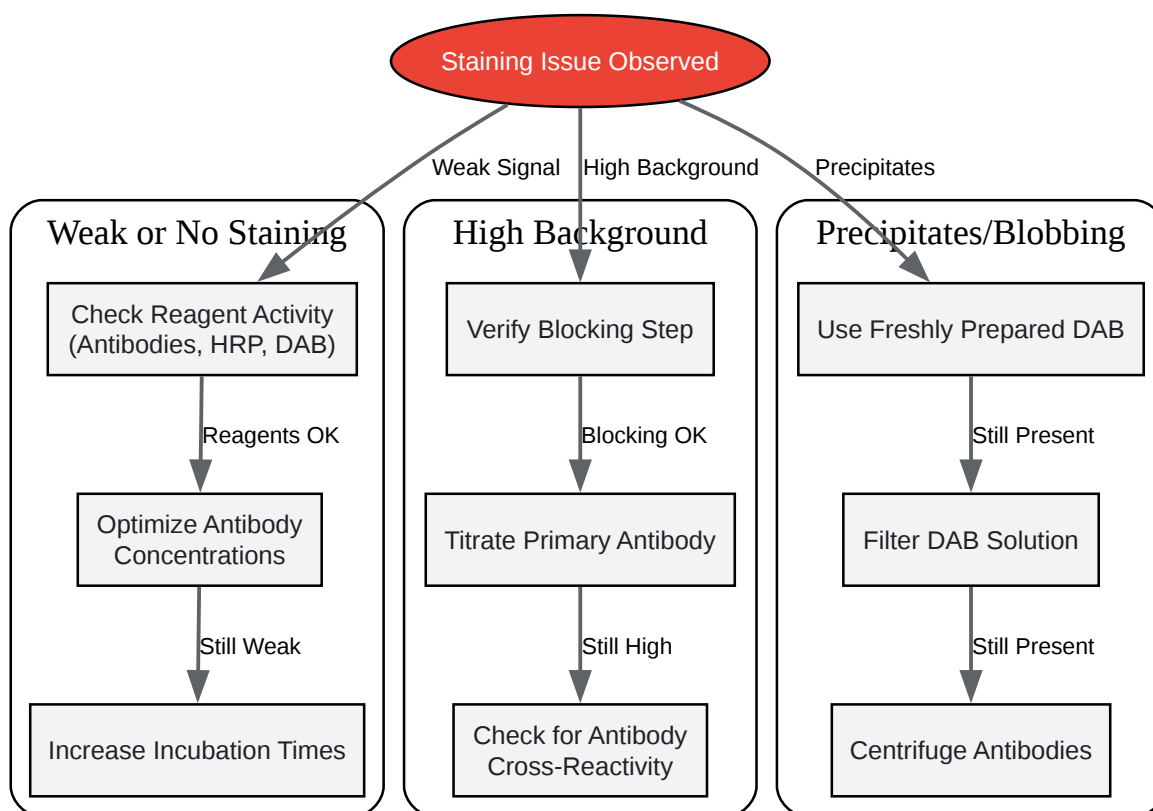 Staining Issue Observed
Weak Signal
High Background
Precipitates
Weak or No Staining
High Background
Precipitates/Blobbing
Check Reagent Activity
(Antibodies, HRP, DAB)
Verify Blocking Step
Use Freshly Prepared DAB
Reagents OK
Blocking OK
Still Present
Optimize Antibody
Concentrations
Titrate Primary Antibody
Filter DAB Solution
Still Weak
Still High
Still Present
Increase Incubation Times
Check for Antibody
Cross-Reactivity
Centrifuge Antibodies